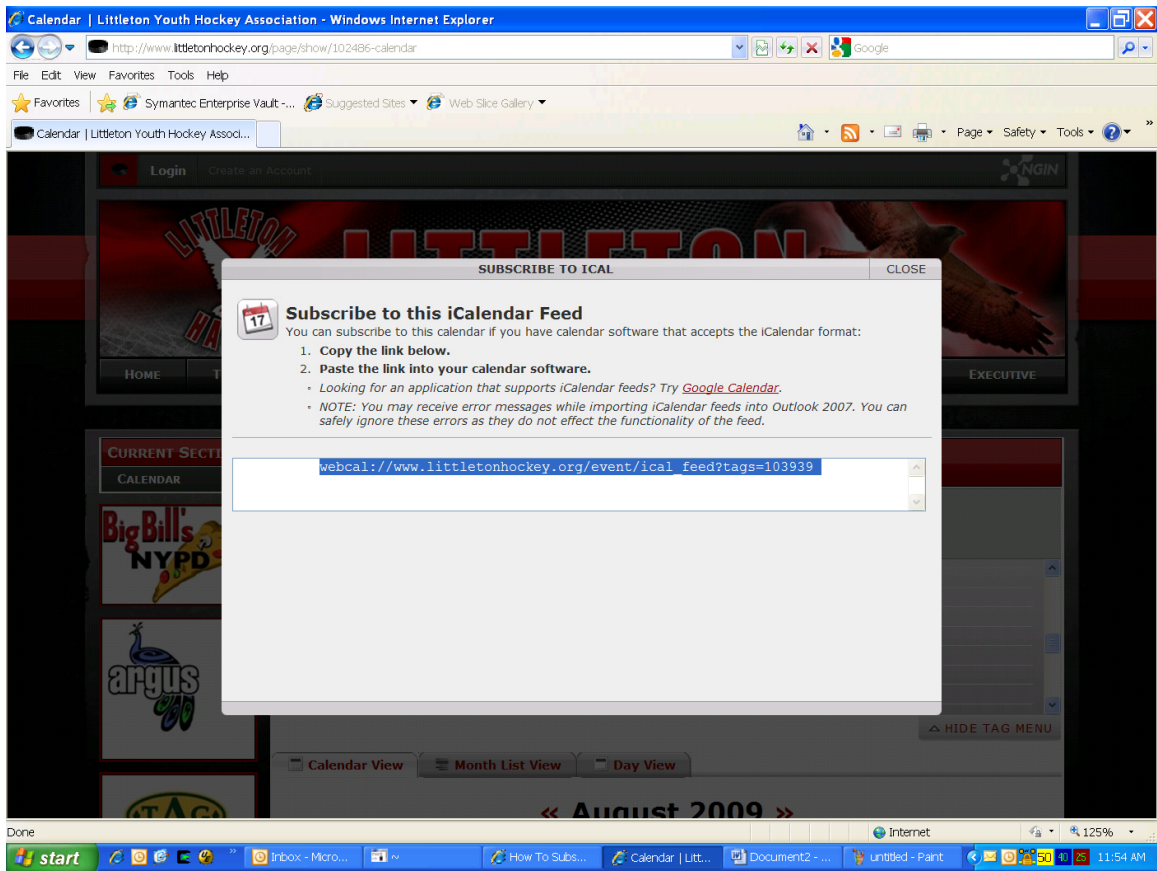 Calendar | Littleton Youth Hockey Association - Windows Internet Explorer
http://www.littletonhockey.org/page/show/102486-calendar
Google
File Edit View Favorites Tools Help
Favorites Symantec Enterprise Vault -... Suggested Sites Web Slice Gallery
Calendar | Littleton Youth Hockey Associ... Page Safety Tools
Login Create an Account NGIN
LITTLETON
LITTLETON
SUBSCRIBE TO ICAL CLOSE
17 Subscribe to this iCalendar Feed
You can subscribe to this calendar if you have calendar software that accepts the iCalendar format:
1. Copy the link below.
2. Paste the link into your calendar software.
Looking for an application that supports iCalendar feeds? Try Google Calendar.
NOTE: You may receive error messages while importing iCalendar feeds into Outlook 2007. You can
safely ignore these errors as they do not effect the functionality of the feed.
HOME EXECUTIVE
CURRENT SECTI
CALENDAR
webcal://www.littletonhockey.org/event/ical_feed?tags=103939
Big Bill's
NYPD
argus
HIDE TAG MENU
Calendar View Month List View Day View
TAG
« August 2009 »
Done Internet 125%
start Inbox - Micro... ~ How To Subs... Calendar | Litt... Document2 - ... untitled - Paint 50 40 25 11:54 AM